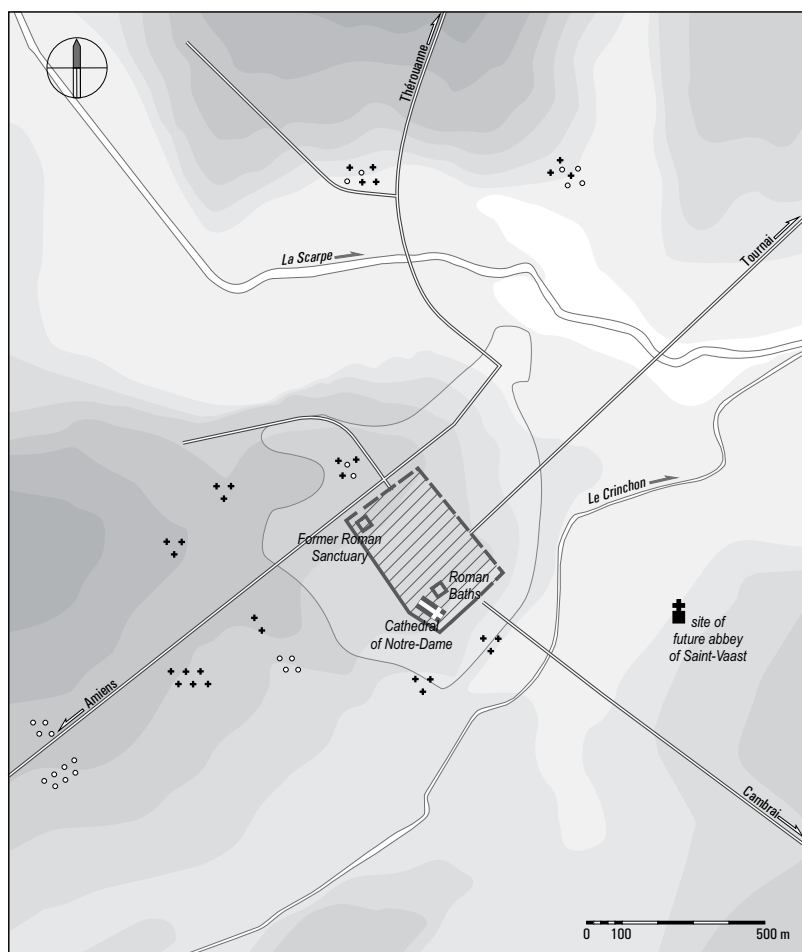 Thérouanne
Tournai
La Scarpe
Le Crinchon
Former Roman
Sanctuary
Roman
Baths
Cathedral
of Notre-Dame
site of
future abbey
of Saint-Vaast
Amiens
Cambrai
0 100 500 m